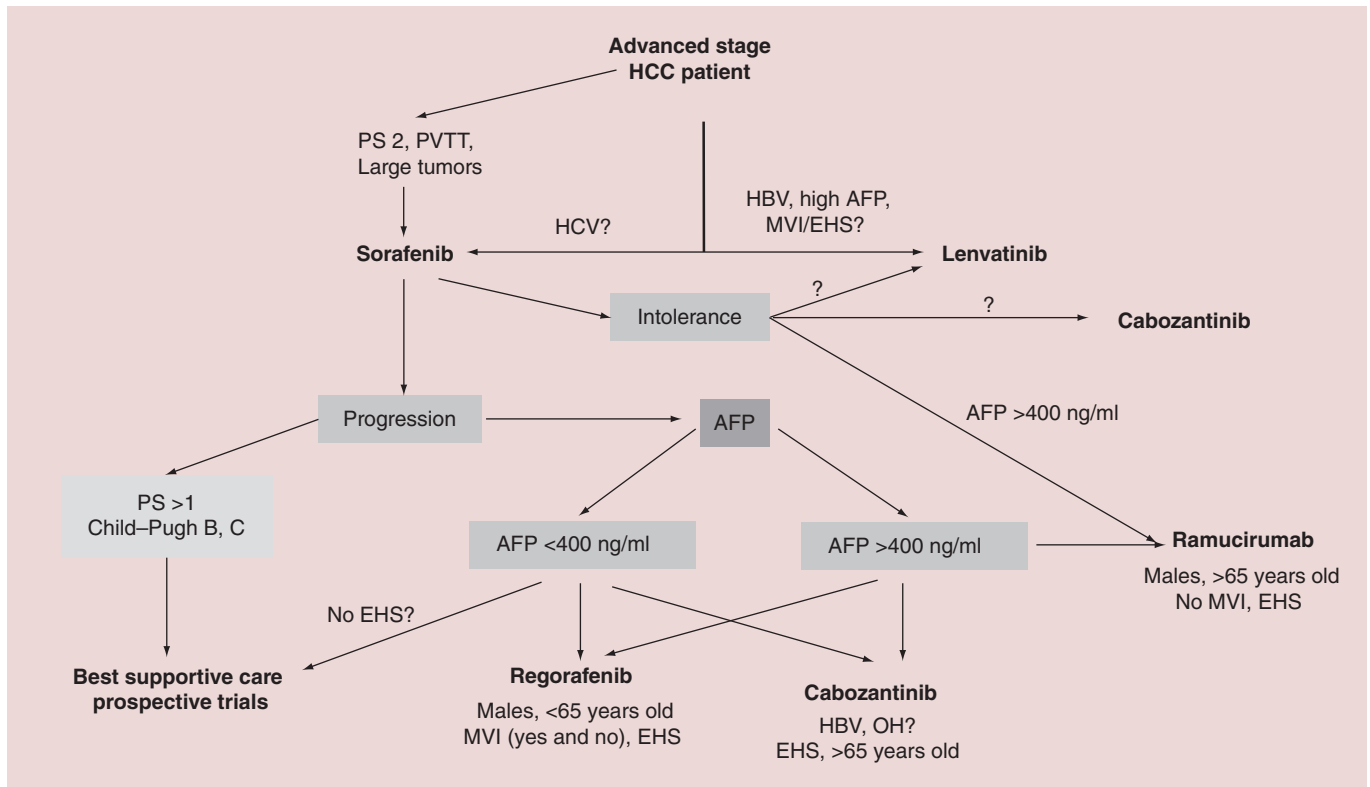 Advanced stage
HCC patient
PS 2, PVTT,
Large tumors
HBV, high AFP,
MVI/EHS?
HCV?
Sorafenib
Lenvatinib
?
?
Intolerance
Cabozantinib
Progression
AFP
AFP >400 ng/ml
PS >1
Child–Pugh B, C
AFP <400 ng/ml
AFP >400 ng/ml
Ramucirumab
Males, >65 years old
No MVI, EHS
No EHS?
Best supportive care
prospective trials
Regorafenib
Males, <65 years old
MVI (yes and no), EHS
Cabozantinib
HBV, OH?
EHS, >65 years old